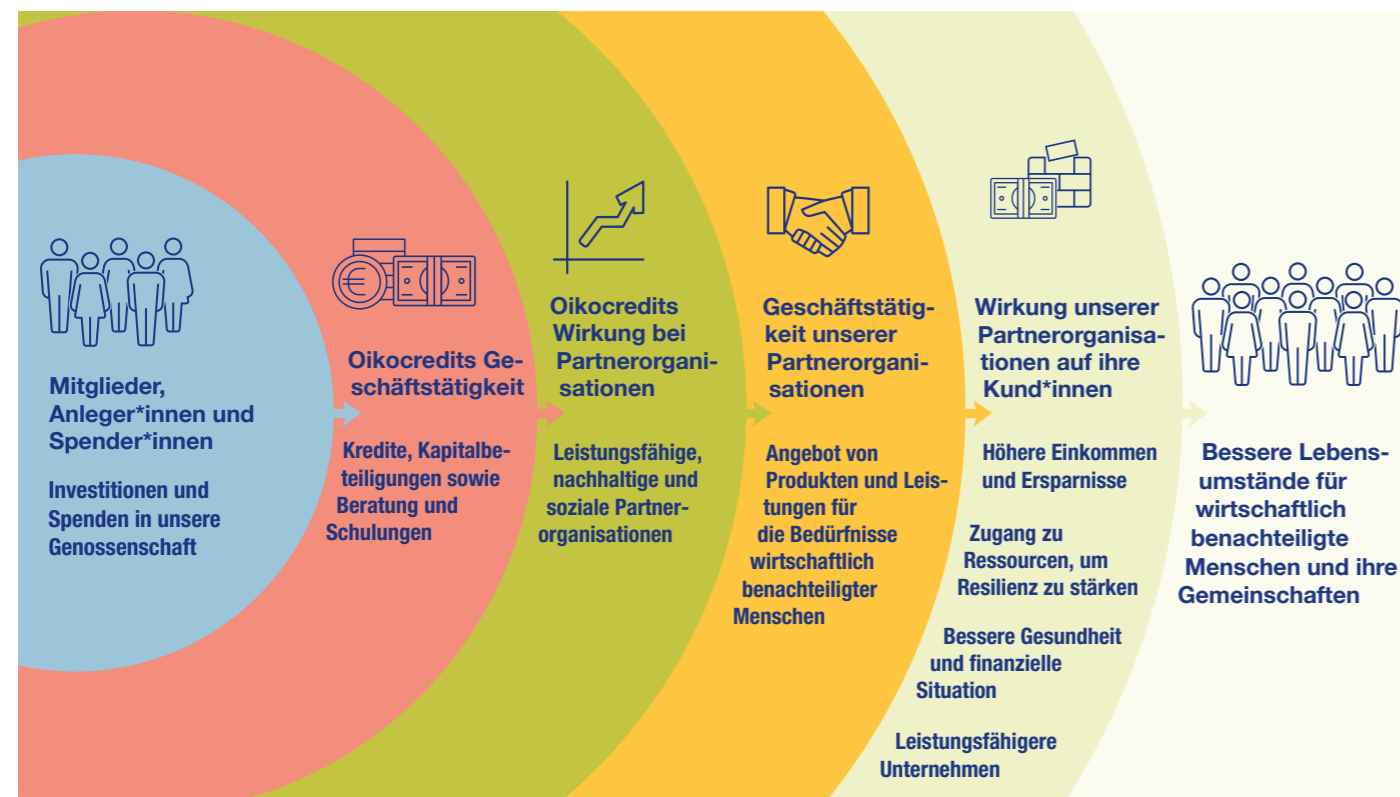 Mitglieder,
Anleger*innen und
Spender*innen
Investitionen und
Spenden in unsere
Genossenschaft
Oikocredits Ge-
schäftstätigkeit
Kredite, Kapitalbe-
teiligungen sowie
Beratung und
Schulungen
Oikocredits
Wirkung bei
Partnerorgani-
sationen
Leistungsfähige,
nachhaltige und
soziale Partner-
organisationen
Geschäftstätig-
keit unserer
Partnerorgani-
sationen
Angebot von
Produkten und Leis-
tungen für
die Bedürfnisse
wirtschaftlich
benachteiligter
Menschen
Wirkung unserer
Partnerorganisa-
tionen auf ihre
Kund*innen
Höhere Einkommen
und Ersparnisse
Zugang zu
Ressourcen, um
Resilienz zu stärken
Bessere Gesundheit
und finanzielle
Situation
Leistungsfähigere
Unternehmen
Bessere Lebens-
umstände für
wirtschaftlich
benachteiligte
Menschen und ihre
Gemeinschaften